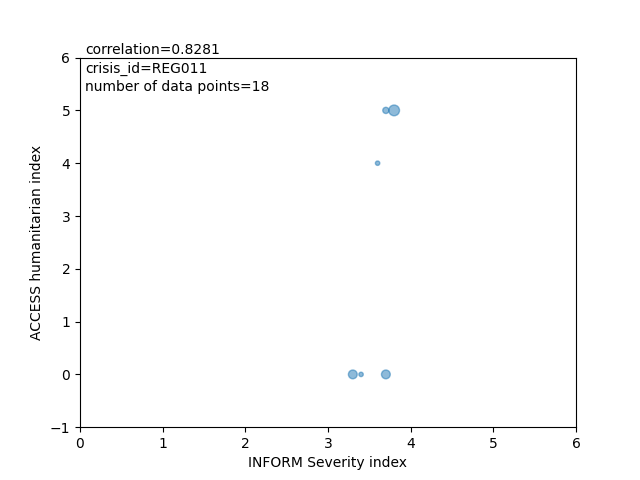 correlation=0.8281
crisis_id=REG011
number of data points=18
6
5
4
3
2
1
0
−1
ACCESS humanitarian index
0 1 2 3 4 5 6
INFORM Severity index